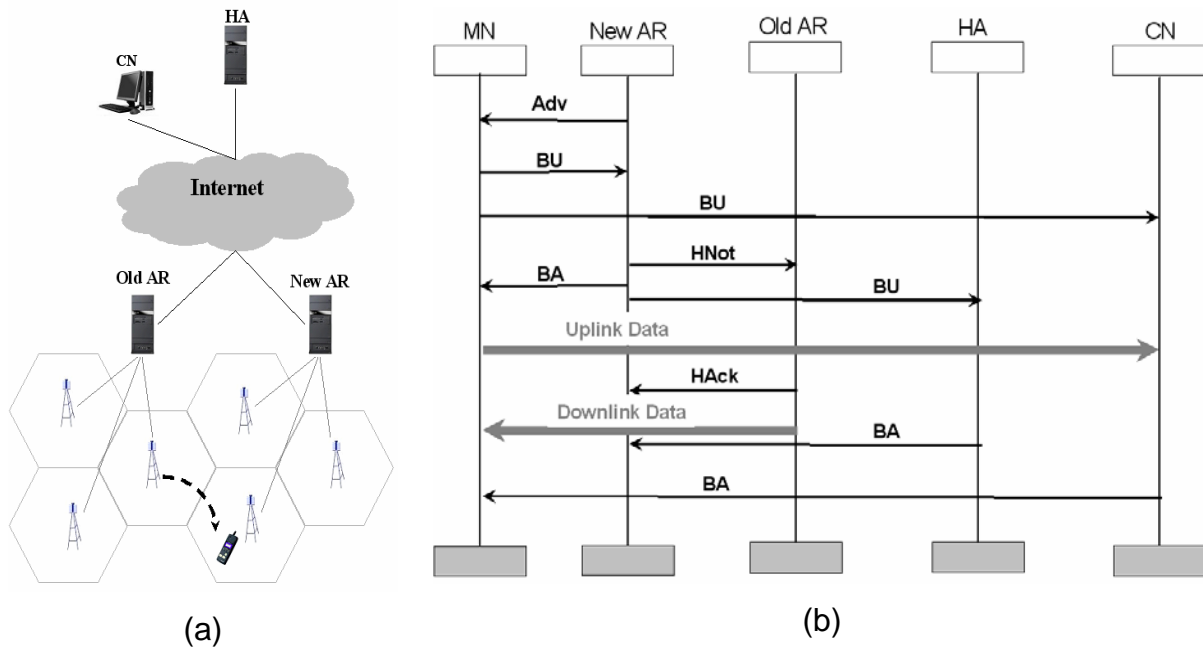 HA
CN
Internet
Old AR
New AR
(a)
MN
New AR
Old AR
HA
CN
Adv
BU
BU
HNot
BA
BU
Uplink Data
HAck
Downlink Data
BA
BA
(b)